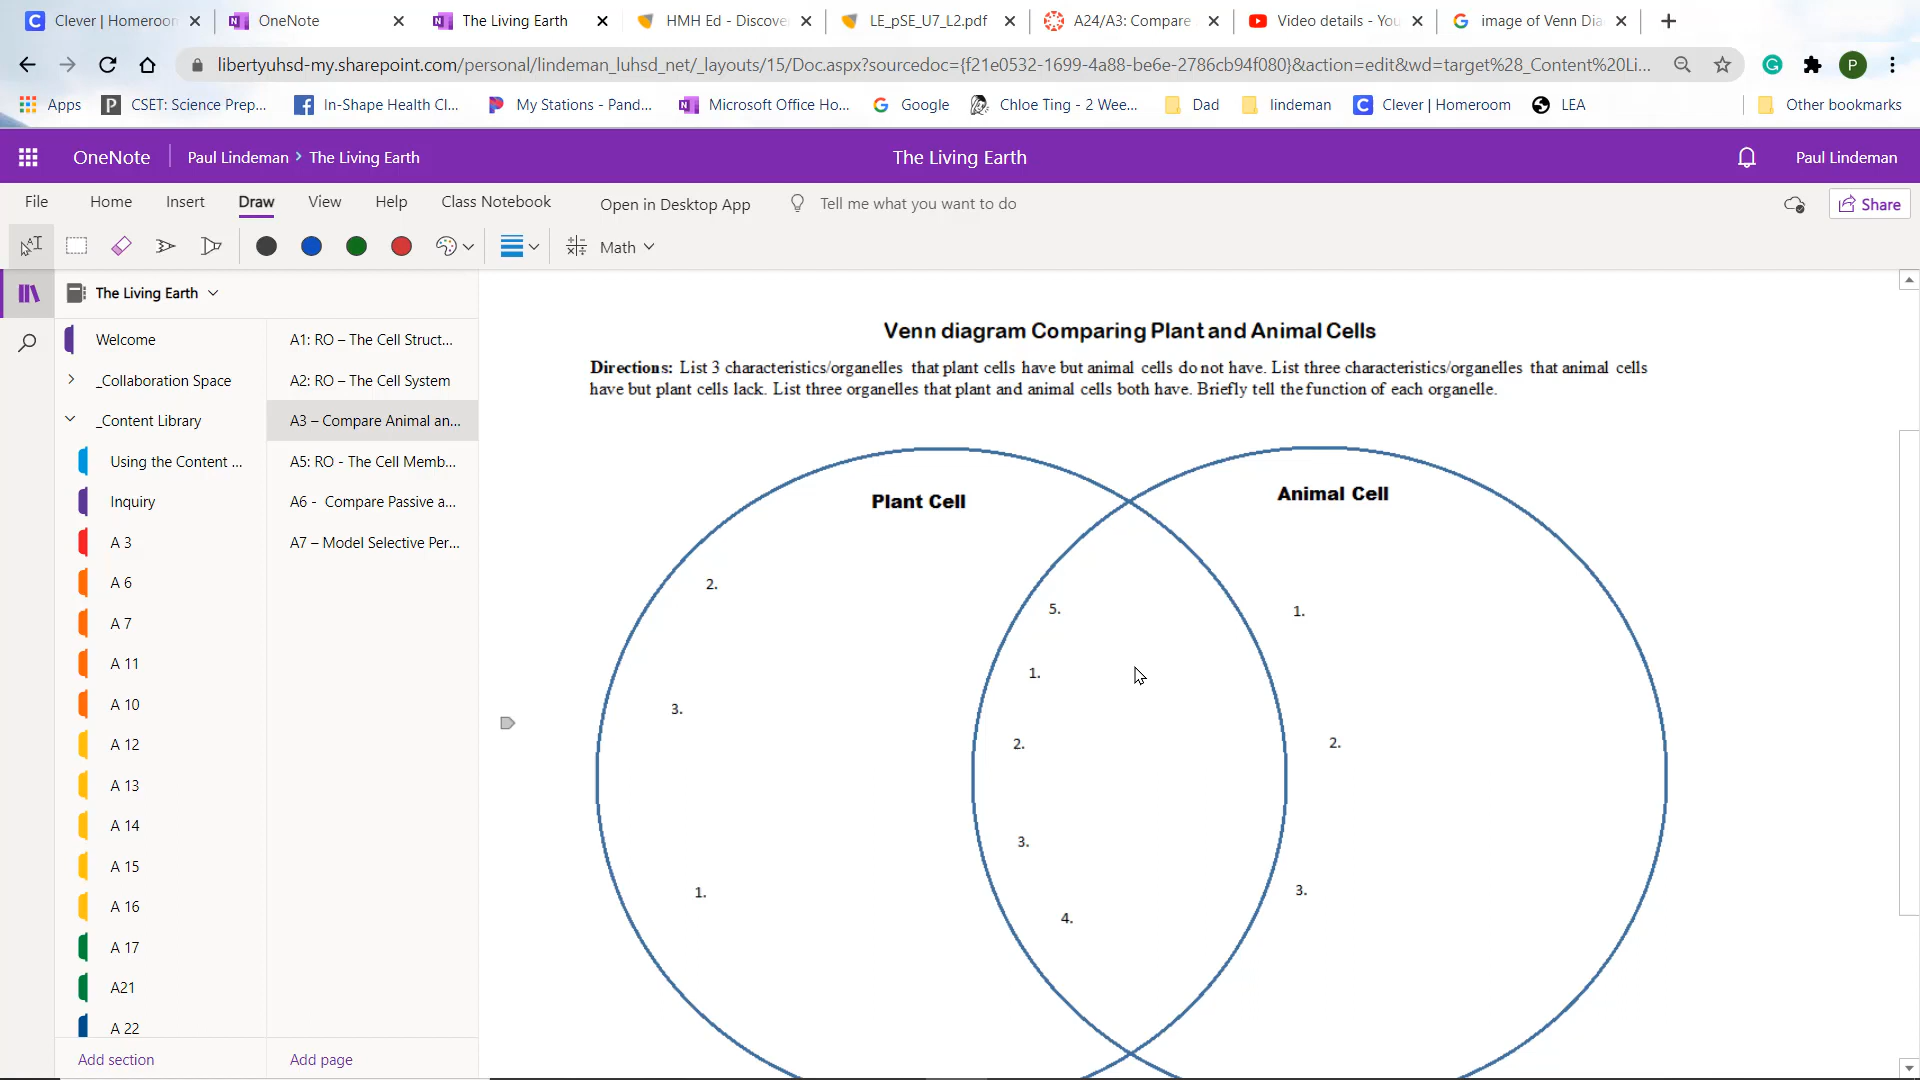 Clever | Homeroom
OneNote
The Living Earth
HMH Ed - Discove
LE_pSE_U7_L2.pdf
A24/A3: Compare
Video details - You
image of Venn Dia
libertyuhsd-my.sharepoint.com/personal/lindeman_luhsd_net/_layouts/15/Doc.aspx?sourcedoc={f21e0532-1699-4a88-be6e-2786cb94f080}&action=edit&wd=target%28_Content%20Li...
P
Apps
CSET: Science Prep...
In-Shape Health Cl...
My Stations - Pand...
Microsoft Office Ho...
Google
Chloe Ting - 2 Wee...
Dad
lindeman
Clever | Homeroom
LEA
Other bookmarks
OneNote
Paul Lindeman > The Living Earth
The Living Earth
Paul Lindeman
File
Home
Insert
Draw
View
Help
Class Notebook
Open in Desktop App
Tell me what you want to do
Share
Math
The Living Earth
Welcome
_Collaboration Space
_Content Library
Using the Content ...
Inquiry
A 3
A 6
A 7
A 11
A 10
A 12
A 13
A 14
A 15
A 16
A 17
A21
A 22
Add section
A1: RO – The Cell Struct...
A2: RO – The Cell System
A3 – Compare Animal an...
A5: RO - The Cell Memb...
A6 - Compare Passive a...
A7 – Model Selective Per...
Add page
Venn diagram Comparing Plant and Animal Cells
Directions: List 3 characteristics/organelles that plant cells have but animal cells do not have. List three characteristics/organelles that animal cells
have but plant cells lack. List three organelles that plant and animal cells both have. Briefly tell the function of each organelle.
Plant Cell
2.
3.
1.
5.
1.
2.
3.
4.
Animal Cell
1.
2.
3.